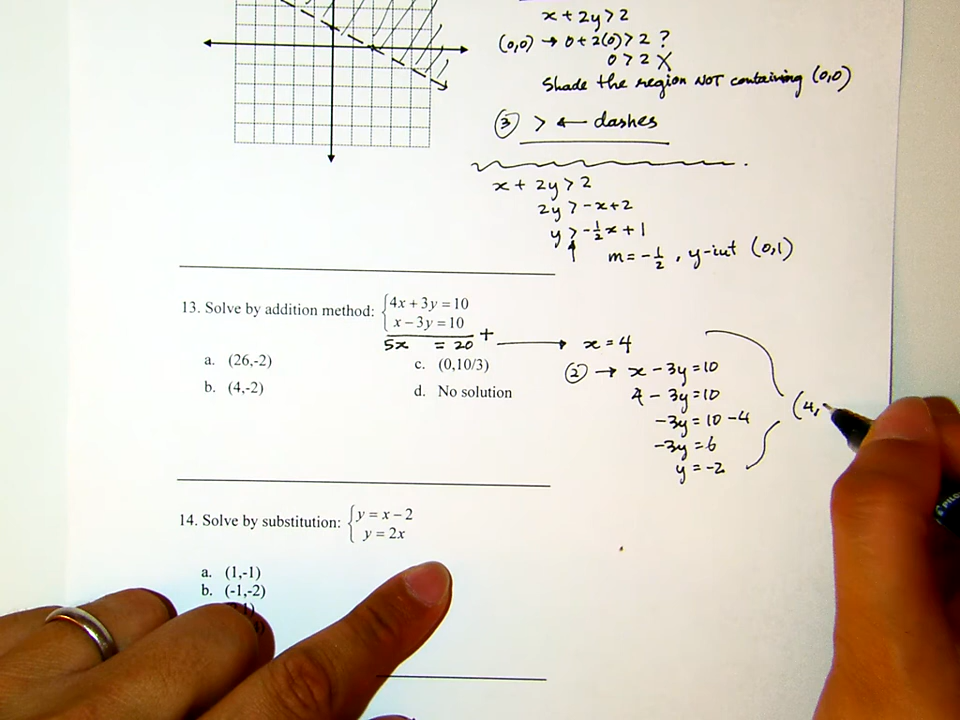 x + 2y > 2
(0,0) → 0 + 2(0) > 2 ?
0 > 2 X
Shade the region NOT containing (0,0)
③ > ← dashes
x + 2y > 2
2y > -x + 2
y > -1/2 x + 1
m = -1/2 , y-int (0,1)
13. Solve by addition method: { 4x + 3y = 10
x - 3y = 10
5x = 20 + → x = 4
a. (26,-2)
b. (4,-2)
c. (0,10/3)
d. No solution
② → x - 3y = 10
4 - 3y = 10
-3y = 10 - 4
-3y = 6
y = -2
(4,
14. Solve by substitution: { y = x - 2
y = 2x
a. (1,-1)
b. (-1,-2)